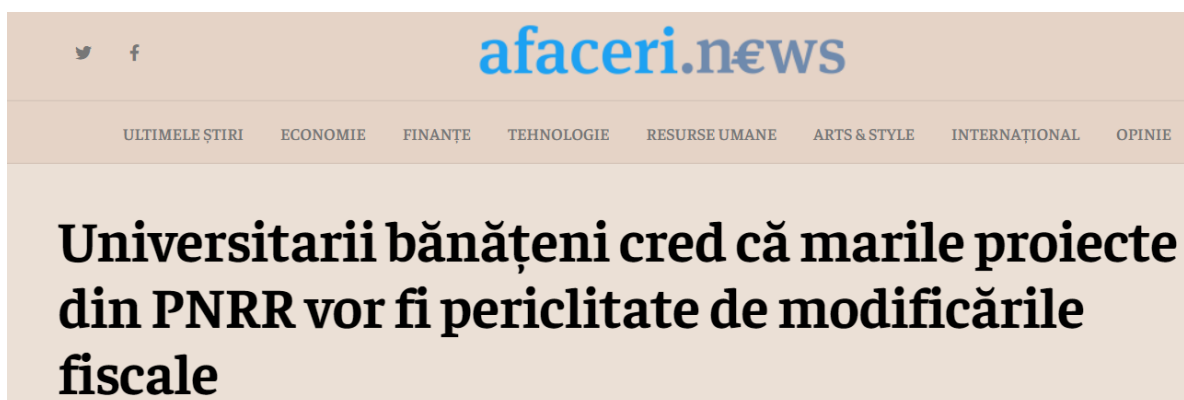 afaceri.n€ws
ULTIMELE ȘTIRI ECONOMIE FINANȚE TEHNOLOGIE RESURSE UMANE ARTS & STYLE INTERNAȚIONAL OPINIE
Universitarii bănățeni cred că marile proiecte
din PNRR vor fi periclitate de modificările
fiscale